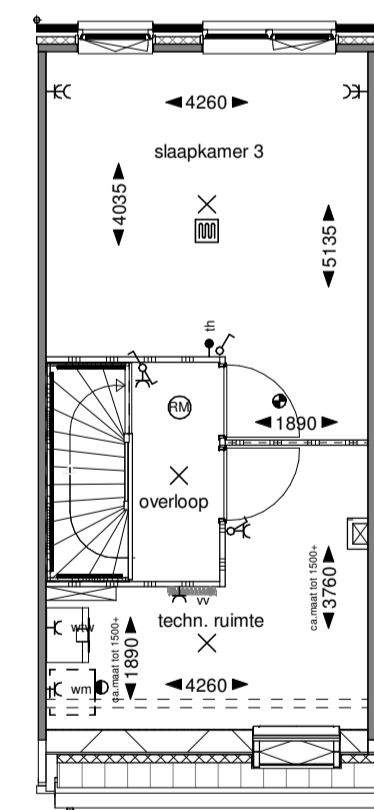 4260
slaapkamer 3
4035
5135
th
RM
1890
overloop
vv
techn. ruimte
ca.maat tot 1500+
3760
wtw
ca.maat tot 1500+
1890
wm
4260